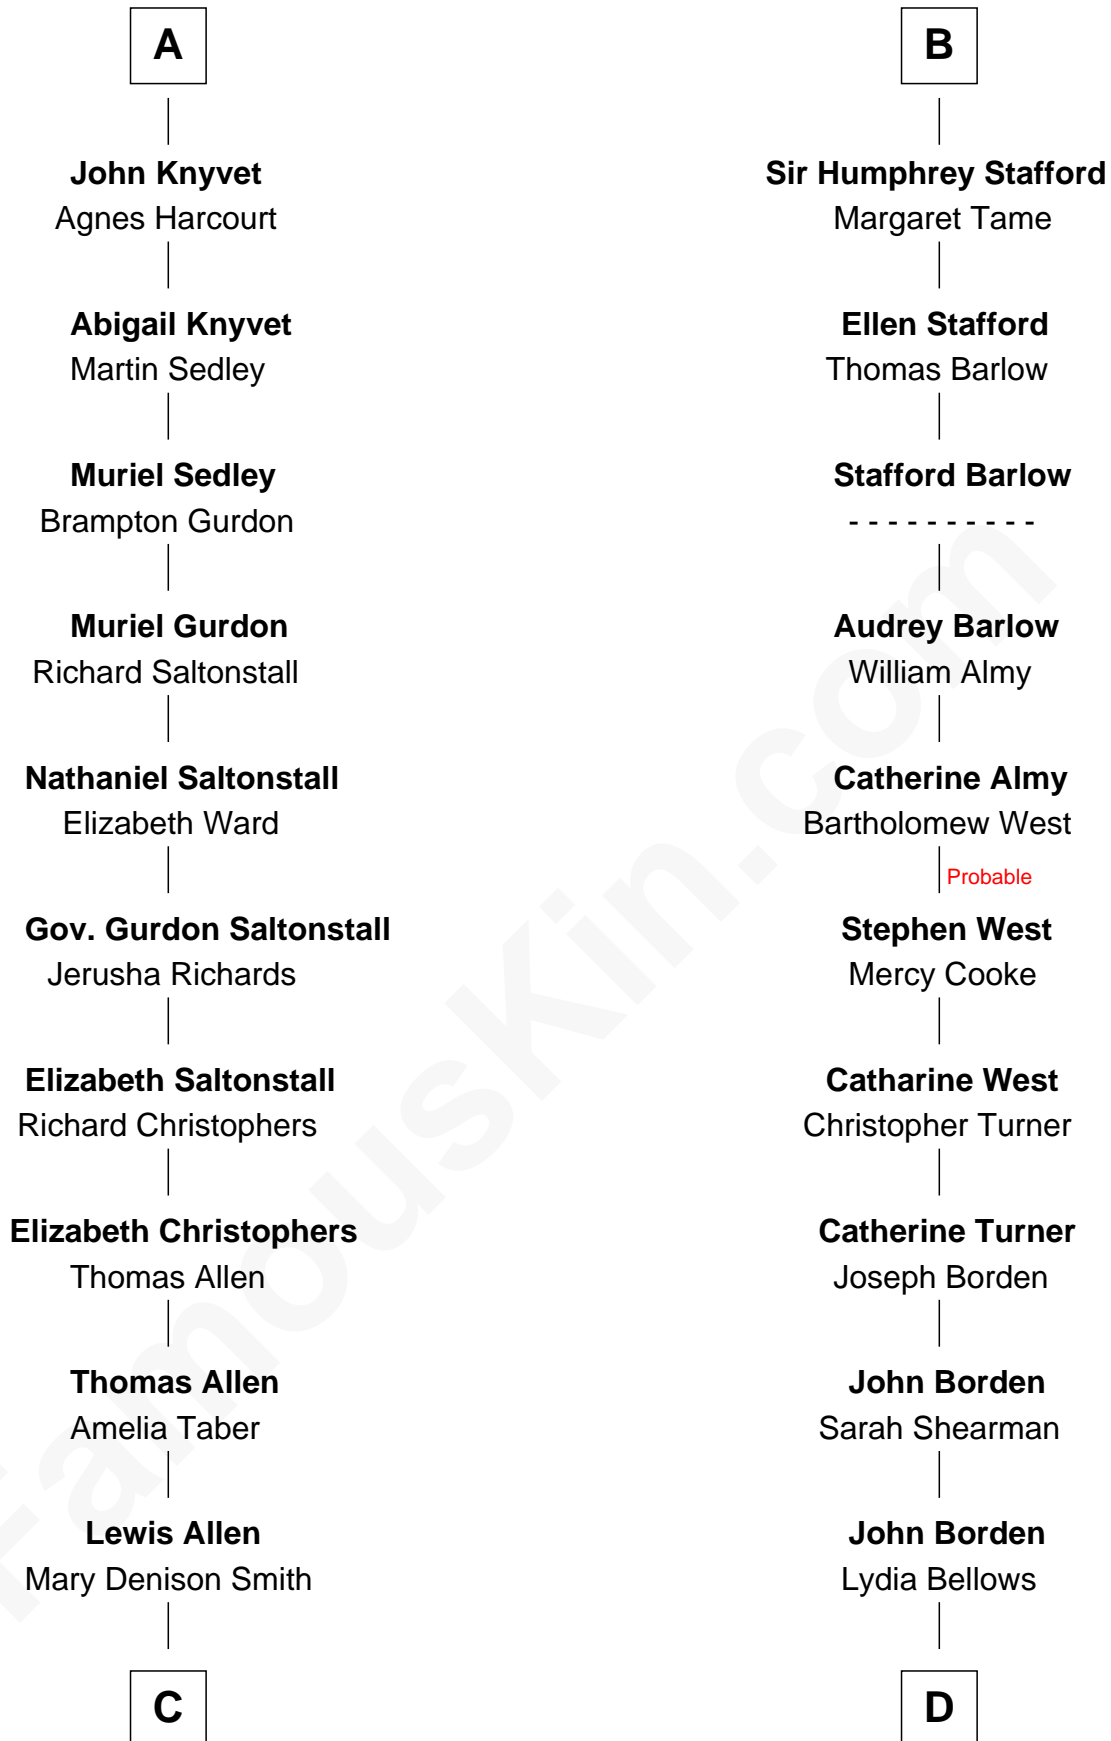 A
John Knyvet
Agnes Harcourt
Abigail Knyvet
Martin Sedley
Muriel Sedley
Brampton Gurdon
Muriel Gurdon
Richard Saltonstall
Nathaniel Saltonstall
Elizabeth Ward
Gov. Gurdon Saltonstall
Jerusha Richards
Elizabeth Saltonstall
Richard Christophers
Elizabeth Christophers
Thomas Allen
Thomas Allen
Amelia Taber
Lewis Allen
Mary Denison Smith
C
B
Sir Humphrey Stafford
Margaret Tame
Ellen Stafford
Thomas Barlow
Stafford Barlow
- - - - - - - - - -
Audrey Barlow
William Almy
Catherine Almy
Bartholomew West
Probable
Stephen West
Mercy Cooke
Catharine West
Christopher Turner
Catherine Turner
Joseph Borden
John Borden
Sarah Shearman
John Borden
Lydia Bellows
D
FamousKin.com